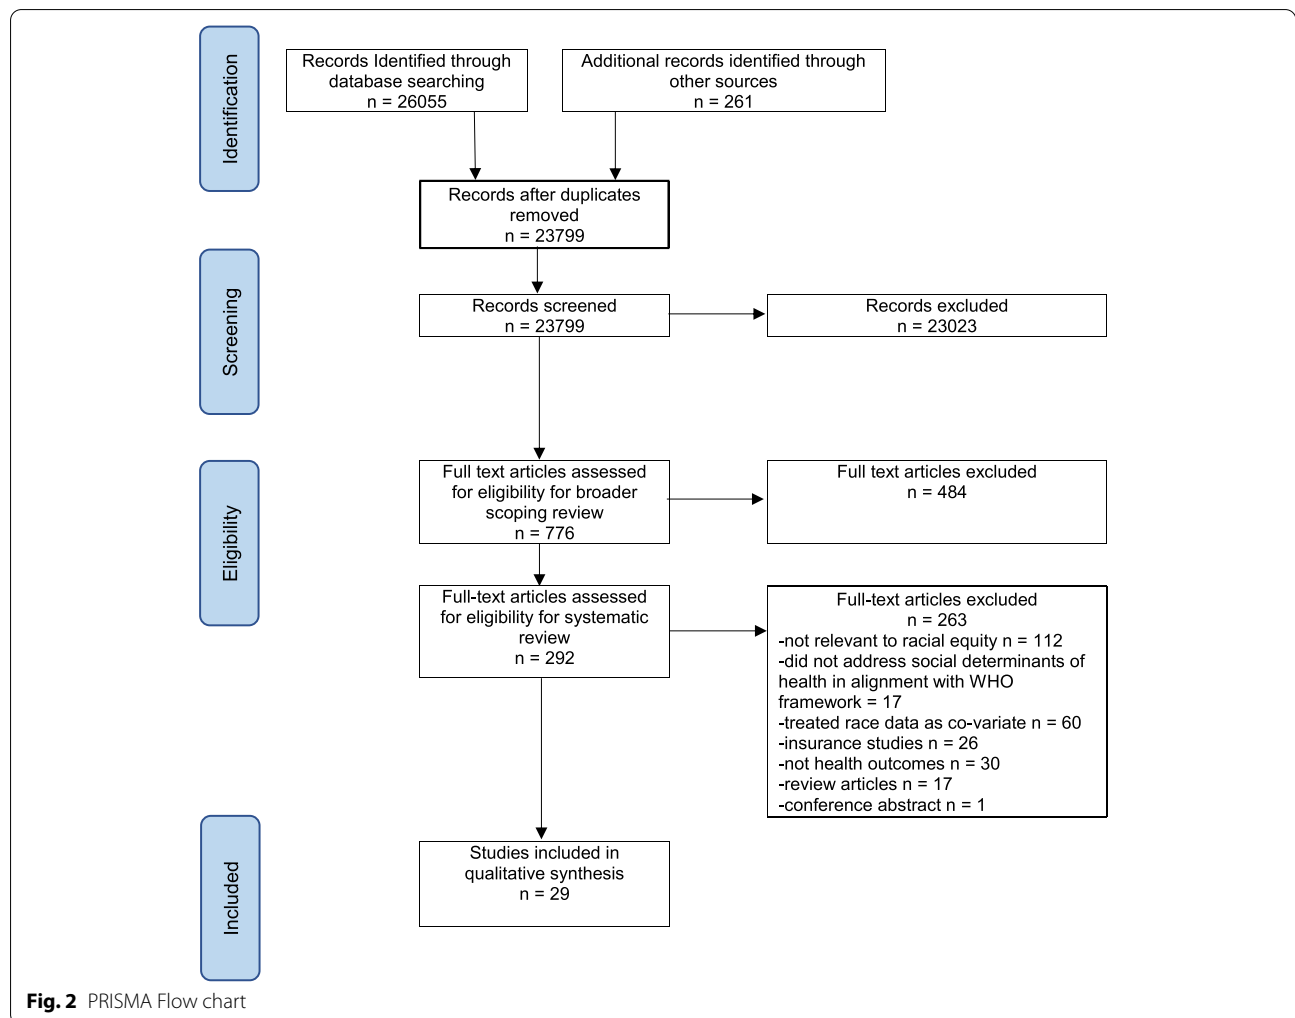 Identification
Records Identified through
database searching
n = 26055
Additional records identified through
other sources
n = 261
Records after duplicates
removed
n = 23799
Screening
Records screened
n = 23799
Records excluded
n = 23023
Eligibility
Full text articles assessed
for eligibility for broader
scoping review
n = 776
Full text articles excluded
n = 484
Full-text articles assessed
for eligibility for systematic
review
n = 292
Full-text articles excluded
n = 263
-not relevant to racial equity n = 112
-did not address social determinants of
health in alignment with WHO
framework = 17
-treated race data as co-variate n = 60
-insurance studies n = 26
-not health outcomes n = 30
-review articles n = 17
-conference abstract n = 1
Included
Studies included in
qualitative synthesis
n = 29
Fig. 2 PRISMA Flow chart